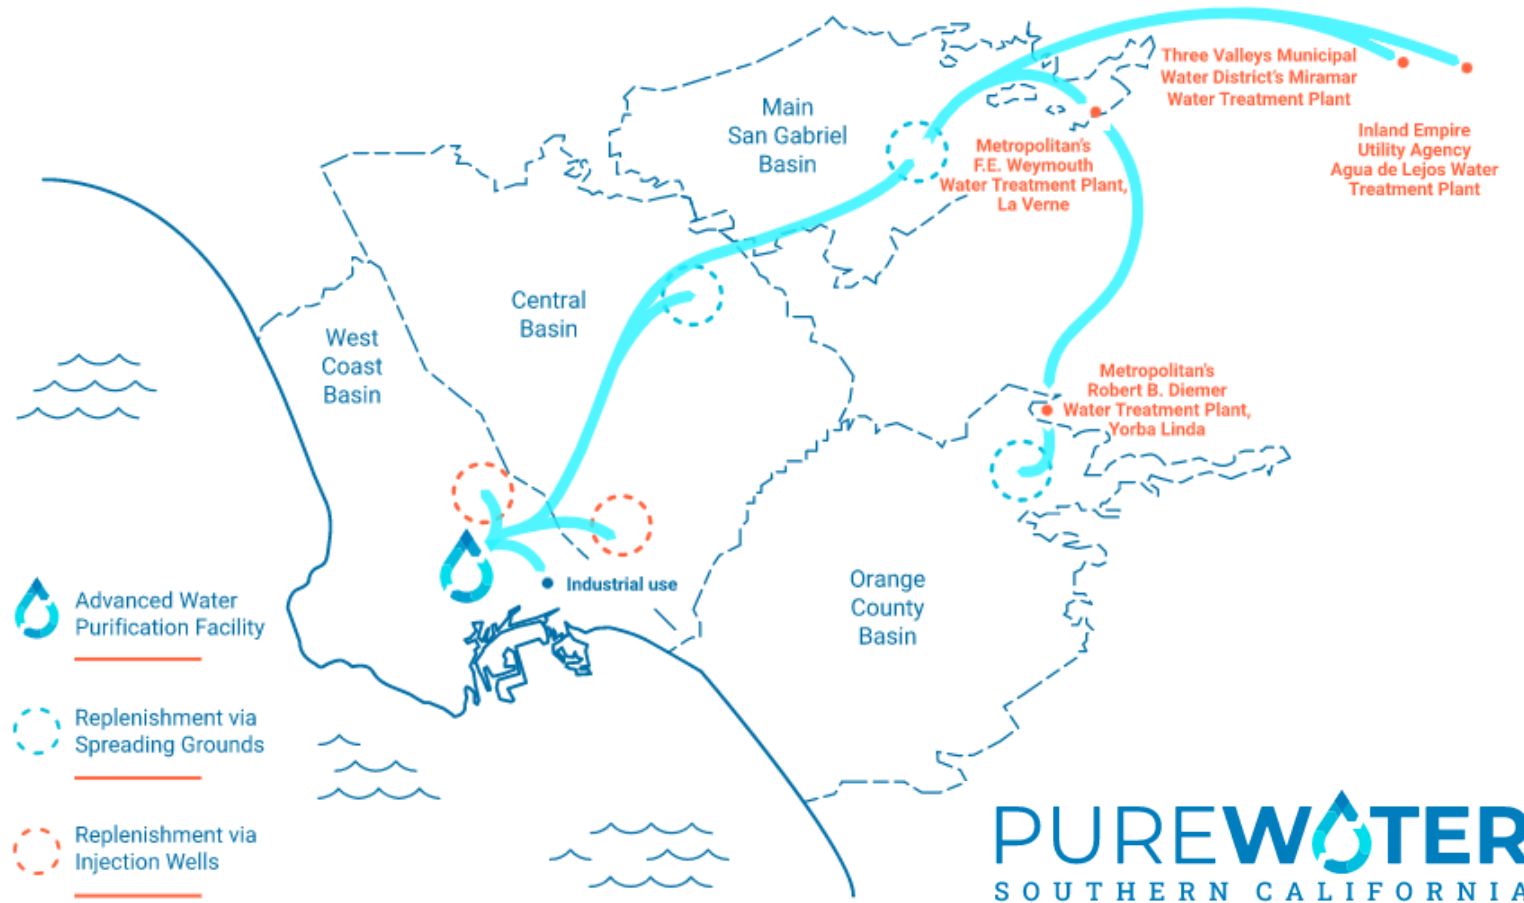 Main
San Gabriel
Basin
Three Valleys Municipal
Water District's Miramar
Water Treatment Plant
Inland Empire
Utility Agency
Agua de Lejos Water
Treatment Plant
Metropolitan's
F.E. Weymouth
Water Treatment Plant,
La Verne
Central
Basin
West
Coast
Basin
Metropolitan's
Robert B. Diemer
Water Treatment Plant,
Yorba Linda
Industrial use
Orange
County
Basin
Advanced Water
Purification Facility
Replenishment via
Spreading Grounds
Replenishment via
Injection Wells
PUREWATER
SOUTHERN CALIFORNIA